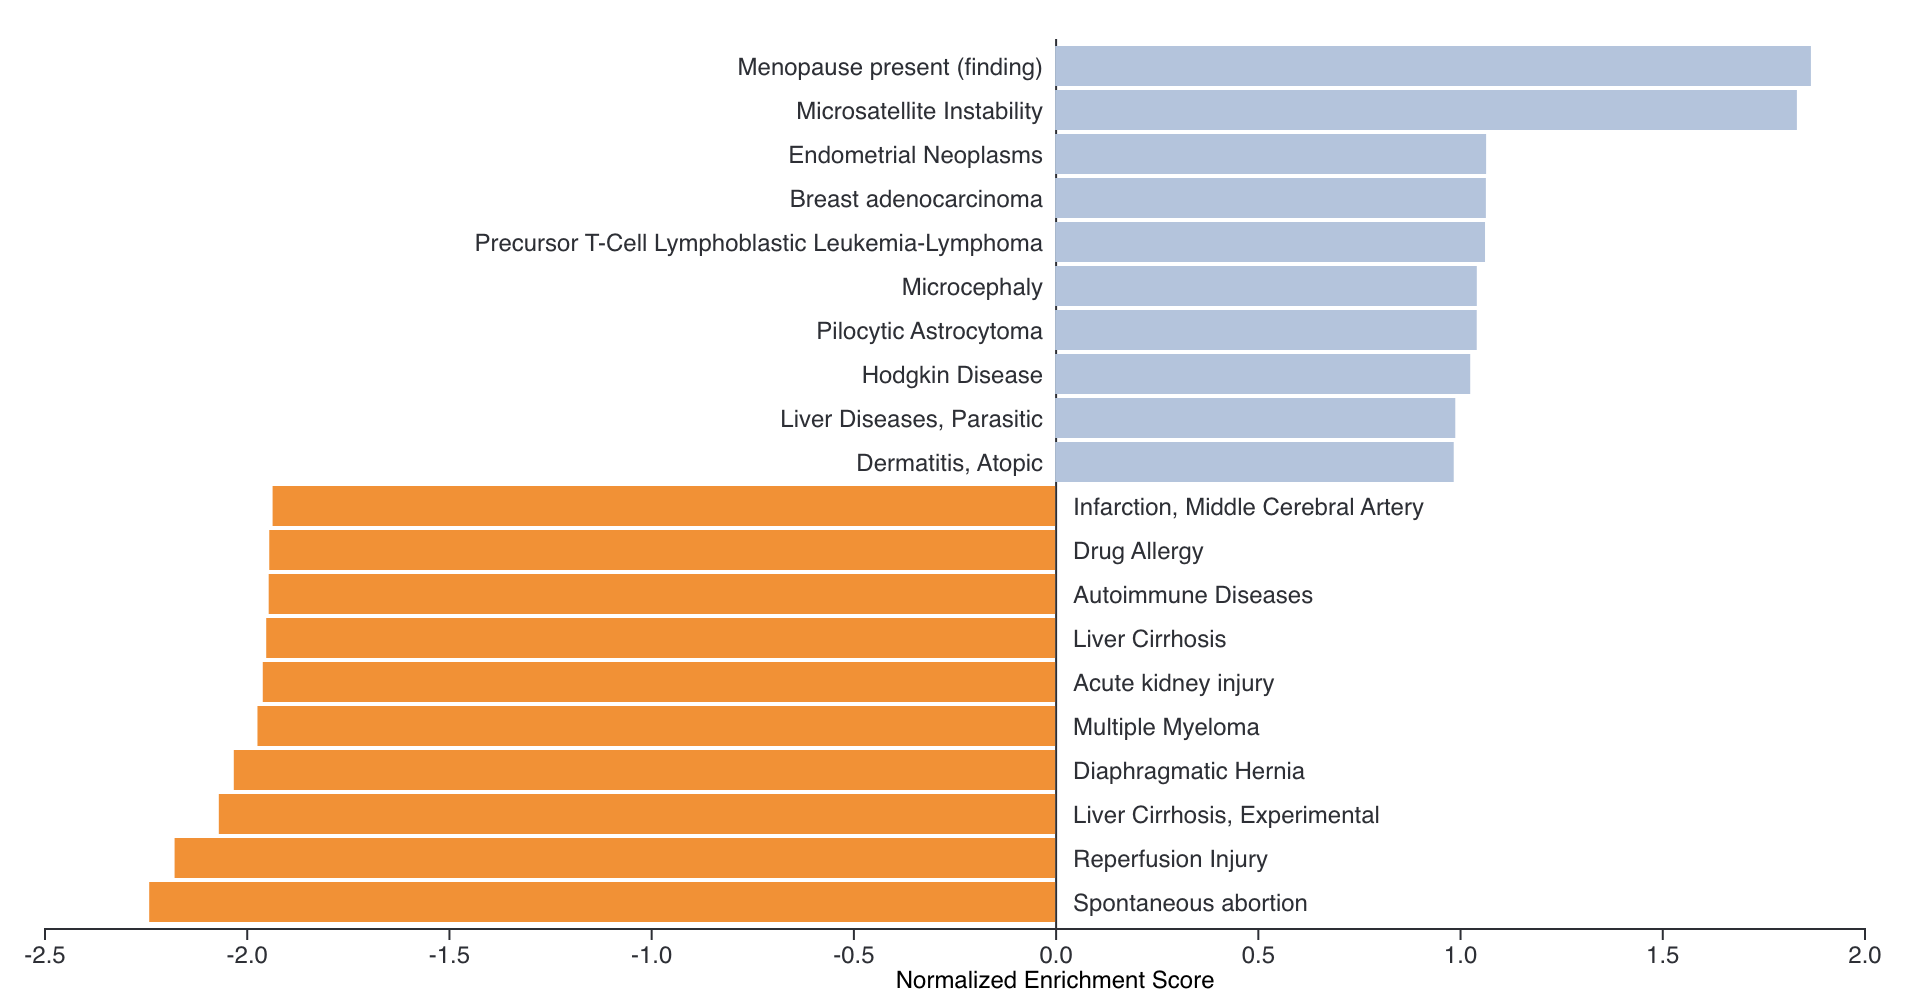 Menopause present (finding)
Microsatellite Instability
Endometrial Neoplasms
Breast adenocarcinoma
Precursor T-Cell Lymphoblastic Leukemia-Lymphoma
Microcephaly
Pilocytic Astrocytoma
Hodgkin Disease
Liver Diseases, Parasitic
Dermatitis, Atopic
Infarction, Middle Cerebral Artery
Drug Allergy
Autoimmune Diseases
Liver Cirrhosis
Acute kidney injury
Multiple Myeloma
Diaphragmatic Hernia
Liver Cirrhosis, Experimental
Reperfusion Injury
Spontaneous abortion
-2.5 -2.0 -1.5 -1.0 -0.5 0.0 0.5 1.0 1.5 2.0
Normalized Enrichment Score